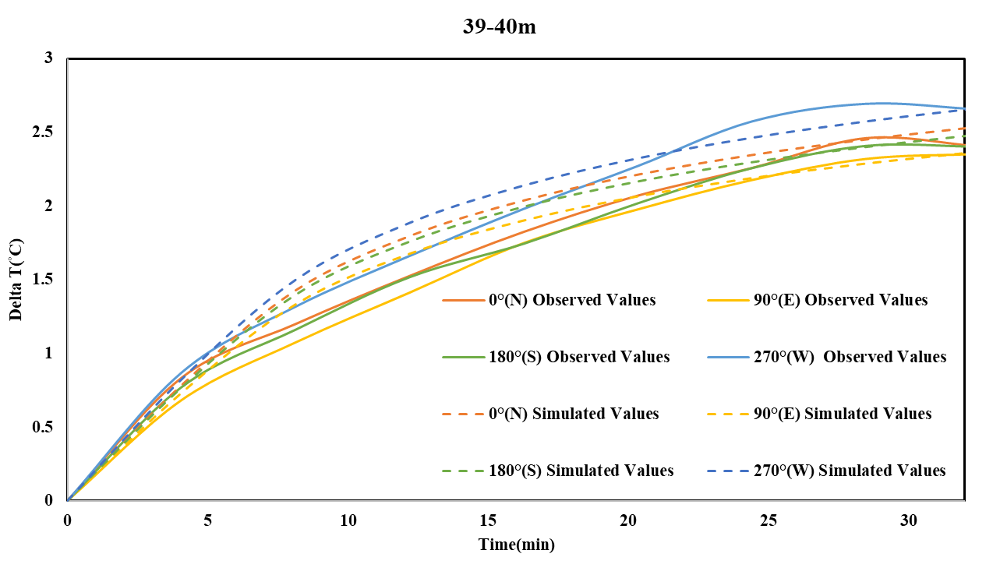 39-40m
3
2.5
2
1.5
1
0.5
0
Delta T(°C)
0°(N) Observed Values
90°(E) Observed Values
180°(S) Observed Values
270°(W)  Observed Values
0°(N) Simulated Values
90°(E) Simulated Values
180°(S) Simulated Values
270°(W) Simulated Values
0 5 10 15 20 25 30
Time(min)